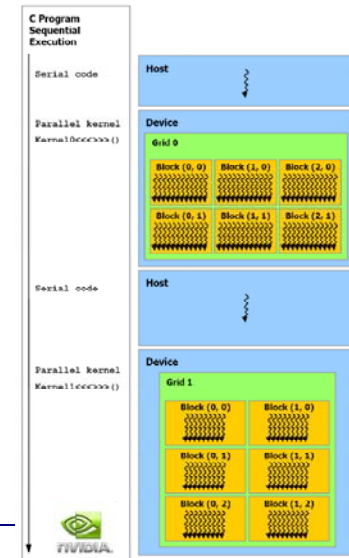 C Program
Sequential
Execution
Serial code
Host
Parallel kernel
Kernel0<<<>>>()
Device
Grid 0
Block (0, 0) Block (1, 0) Block (2, 0)
Block (0, 1) Block (1, 1) Block (2, 1)
Serial code
Host
Parallel kernel
Kernel1<<<>>>()
Device
Grid 1
Block (0, 0) Block (1, 0)
Block (0, 1) Block (1, 1)
Block (0, 2) Block (1, 2)
NVIDIA.